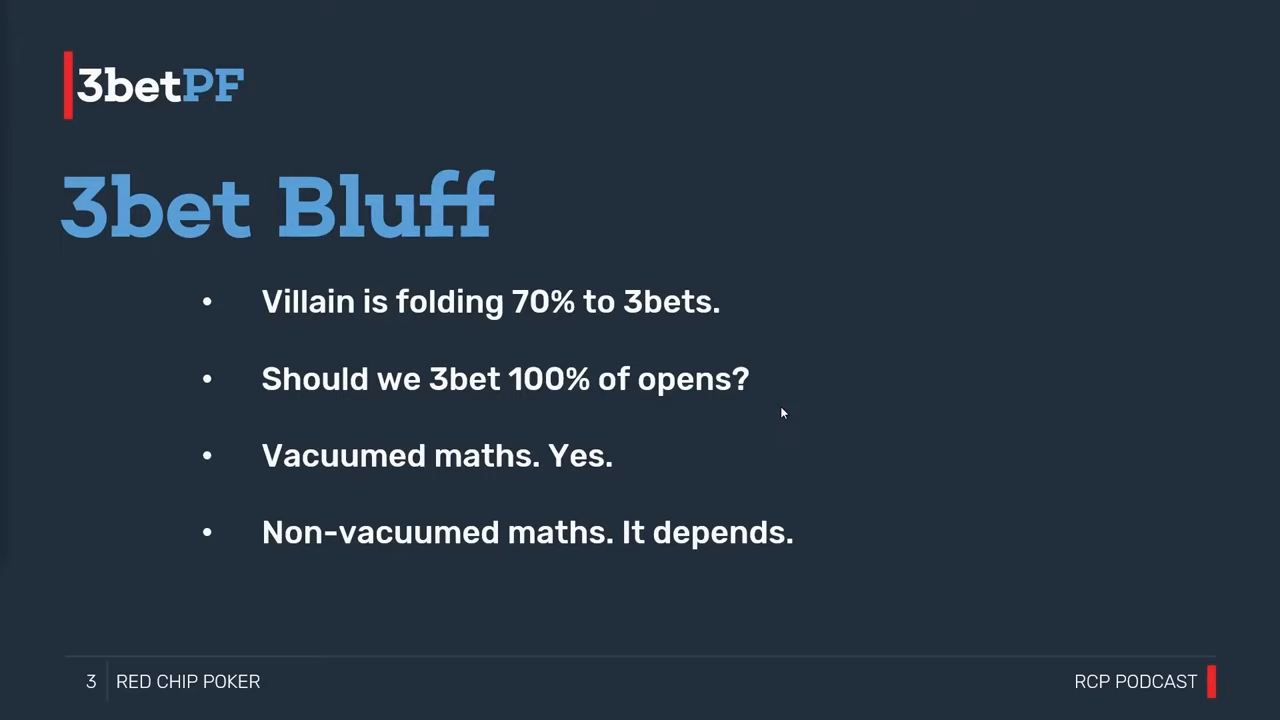 3betPF
3bet Bluff
• Villain is folding 70% to 3bets.
• Should we 3bet 100% of opens?
• Vacuumed maths. Yes.
• Non-vacuumed maths. It depends.
3 RED CHIP POKER
RCP PODCAST